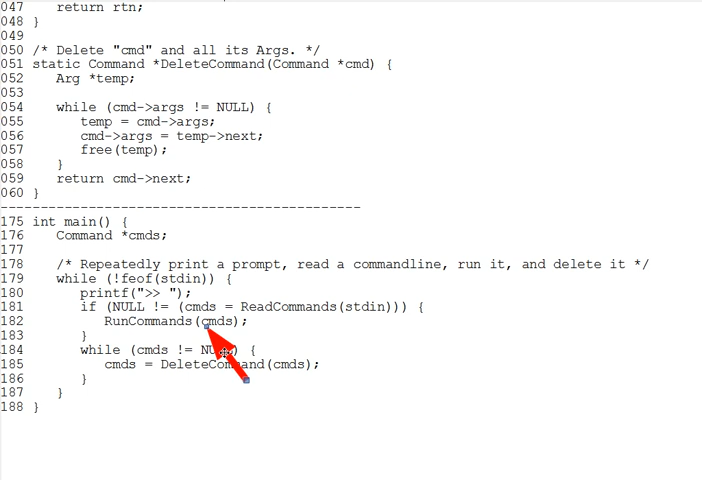 047    return rtn;
048 }
049
050 /* Delete "cmd" and all its Args. */
051 static Command *DeleteCommand(Command *cmd) {
052    Arg *temp;
053
054    while (cmd->args != NULL) {
055       temp = cmd->args;
056       cmd->args = temp->next;
057       free(temp);
058    }
059    return cmd->next;
060 }
---------------------------------------------
175 int main() {
176    Command *cmds;
177
178    /* Repeatedly print a prompt, read a commandline, run it, and delete it */
179    while (!feof(stdin)) {
180       printf(">> ");
181       if (NULL != (cmds = ReadCommands(stdin))) {
182          RunCommands(cmds);
183       }
184       while (cmds != NULL) {
185          cmds = DeleteCommand(cmds);
186       }
187    }
188 }